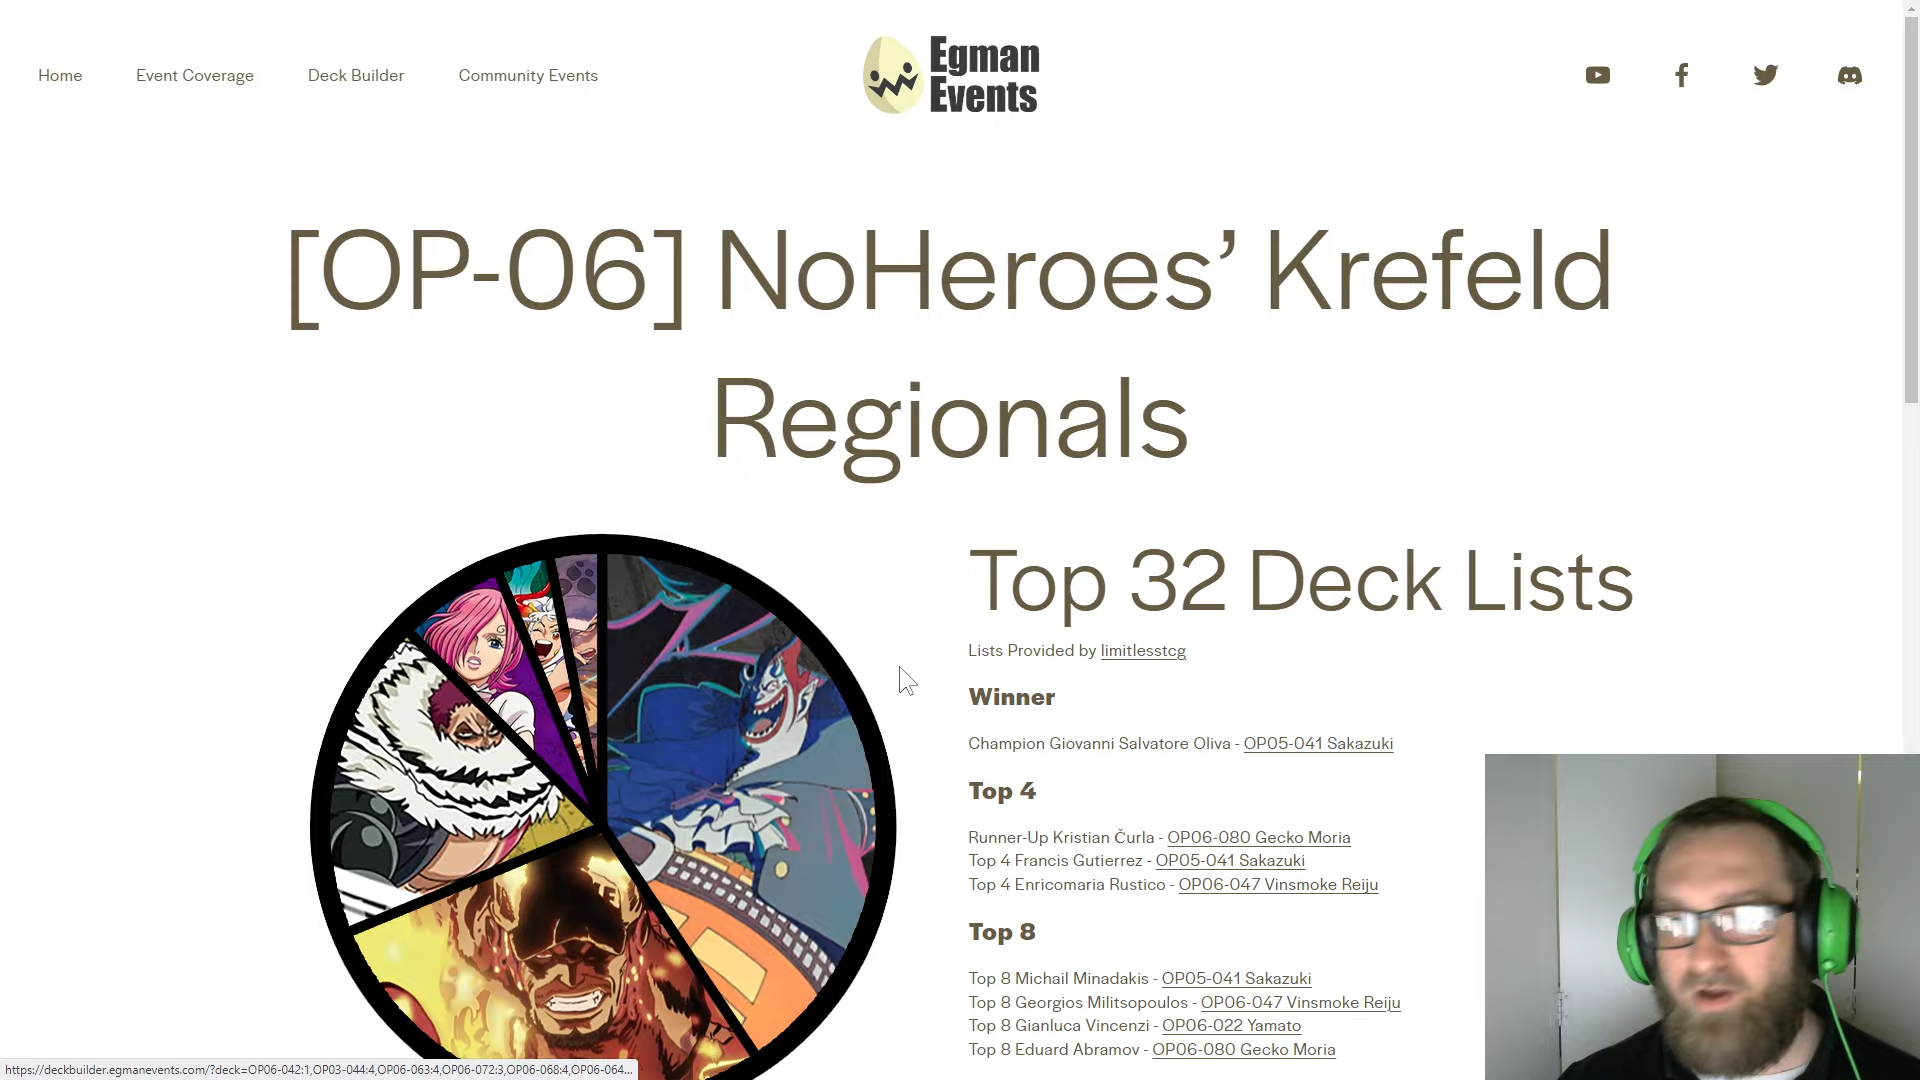 Home
Event Coverage
Deck Builder
Community Events
Egman
Events
[OP-06] NoHeroes’ Krefeld
Regionals
Top 32 Deck Lists
Lists Provided by limitlesstcg
Winner
Champion Giovanni Salvatore Oliva - OP05-041 Sakazuki
Top 4
Runner-Up Kristian Čurla - OP06-080 Gecko Moria
Top 4 Francis Gutierrez - OP05-041 Sakazuki
Top 4 Enricomaria Rustico - OP06-047 Vinsmoke Reiju
Top 8
Top 8 Michail Minadakis - OP05-041 Sakazuki
Top 8 Georgios Militsopoulos - OP06-047 Vinsmoke Reiju
Top 8 Gianluca Vincenzi - OP06-022 Yamato
Top 8 Eduard Abramov - OP06-080 Gecko Moria
https://deckbuilder.egmanevents.com/?deck=OP06-042:1,OP03-044:4,OP06-063:4,OP06-072:3,OP06-068:4,OP06-064...